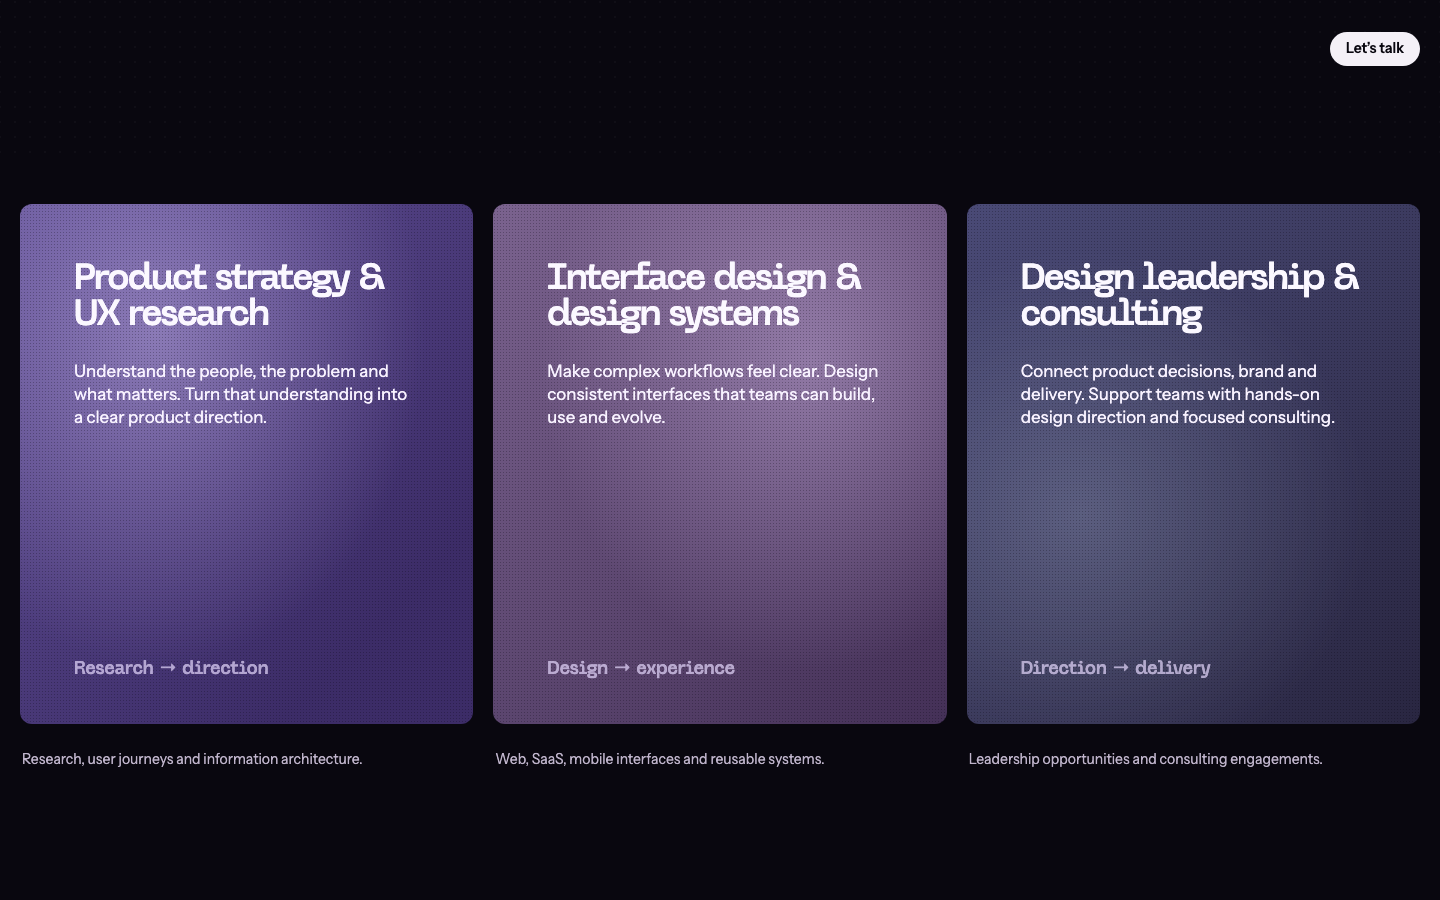 Let's talk
Product strategy &
UX research
Understand the people, the problem and
what matters. Turn that understanding into
a clear product direction.
Research → direction
Research, user journeys and information architecture.
Interface design &
design systems
Make complex workflows feel clear. Design
consistent interfaces that teams can build,
use and evolve.
Design → experience
Web, SaaS, mobile interfaces and reusable systems.
Design leadership &
consulting
Connect product decisions, brand and
delivery. Support teams with hands-on
design direction and focused consulting.
Direction → delivery
Leadership opportunities and consulting engagements.